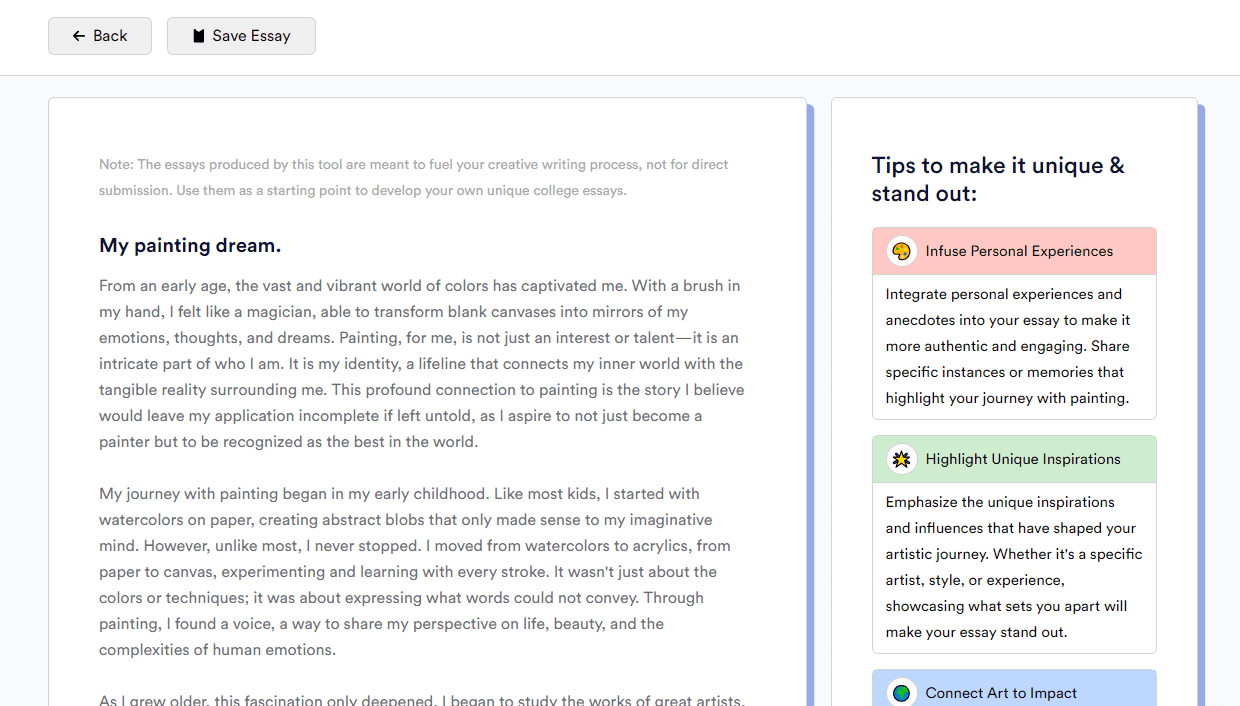 Back
Save Essay
Note: The essays produced by this tool are meant to fuel your creative writing process, not for direct
submission. Use them as a starting point to develop your own unique college essays.
My painting dream.
From an early age, the vast and vibrant world of colors has captivated me. With a brush in
my hand, I felt like a magician, able to transform blank canvases into mirrors of my
emotions, thoughts, and dreams. Painting, for me, is not just an interest or talent—it is an
intricate part of who I am. It is my identity, a lifeline that connects my inner world with the
tangible reality surrounding me. This profound connection to painting is the story I believe
would leave my application incomplete if left untold, as I aspire to not just become a
painter but to be recognized as the best in the world.
My journey with painting began in my early childhood. Like most kids, I started with
watercolors on paper, creating abstract blobs that only made sense to my imaginative
mind. However, unlike most, I never stopped. I moved from watercolors to acrylics, from
paper to canvas, experimenting and learning with every stroke. It wasn't just about the
colors or techniques; it was about expressing what words could not convey. Through
painting, I found a voice, a way to share my perspective on life, beauty, and the
complexities of human emotions.
As I grew older, this fascination only deepened. I began to study the works of great artists,
Tips to make it unique &
stand out:
Infuse Personal Experiences
Integrate personal experiences and
anecdotes into your essay to make it
more authentic and engaging. Share
specific instances or memories that
highlight your journey with painting.
Highlight Unique Inspirations
Emphasize the unique inspirations
and influences that have shaped your
artistic journey. Whether it's a specific
artist, style, or experience,
showcasing what sets you apart will
make your essay stand out.
Connect Art to Impact